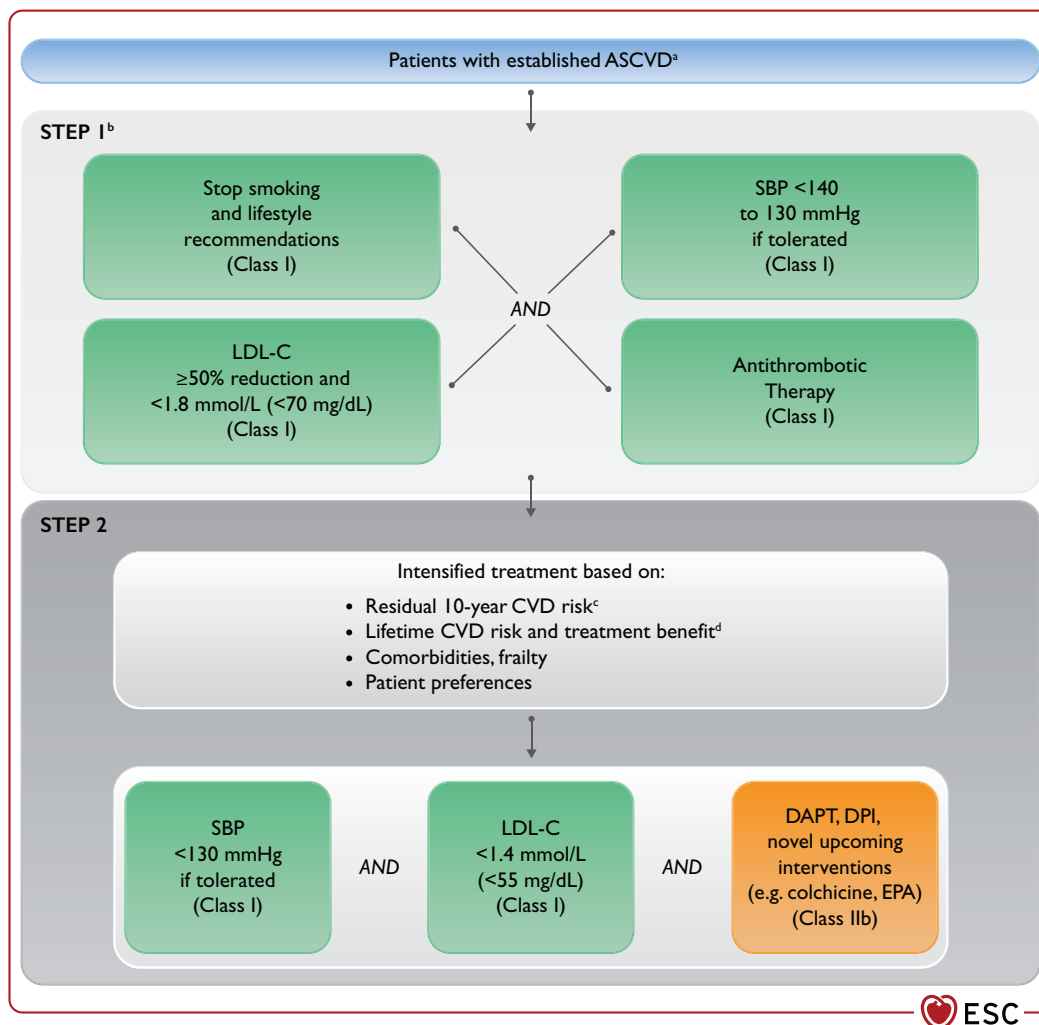 Patients with established ASCVDᵃ
STEP 1ᵇ
Stop smoking
and lifestyle
recommendations
(Class I)
SBP <140
to 130 mmHg
if tolerated
(Class I)
AND
LDL-C
≥50% reduction and
<1.8 mmol/L (<70 mg/dL)
(Class I)
Antithrombotic
Therapy
(Class I)
STEP 2
Intensified treatment based on:
• Residual 10-year CVD riskᶜ
• Lifetime CVD risk and treatment benefitᵈ
• Comorbidities, frailty
• Patient preferences
SBP
<130 mmHg
if tolerated
(Class I)
AND
LDL-C
<1.4 mmol/L
(<55 mg/dL)
(Class I)
AND
DAPT, DPI,
novel upcoming
interventions
(e.g. colchicine, EPA)
(Class IIb)
ESC